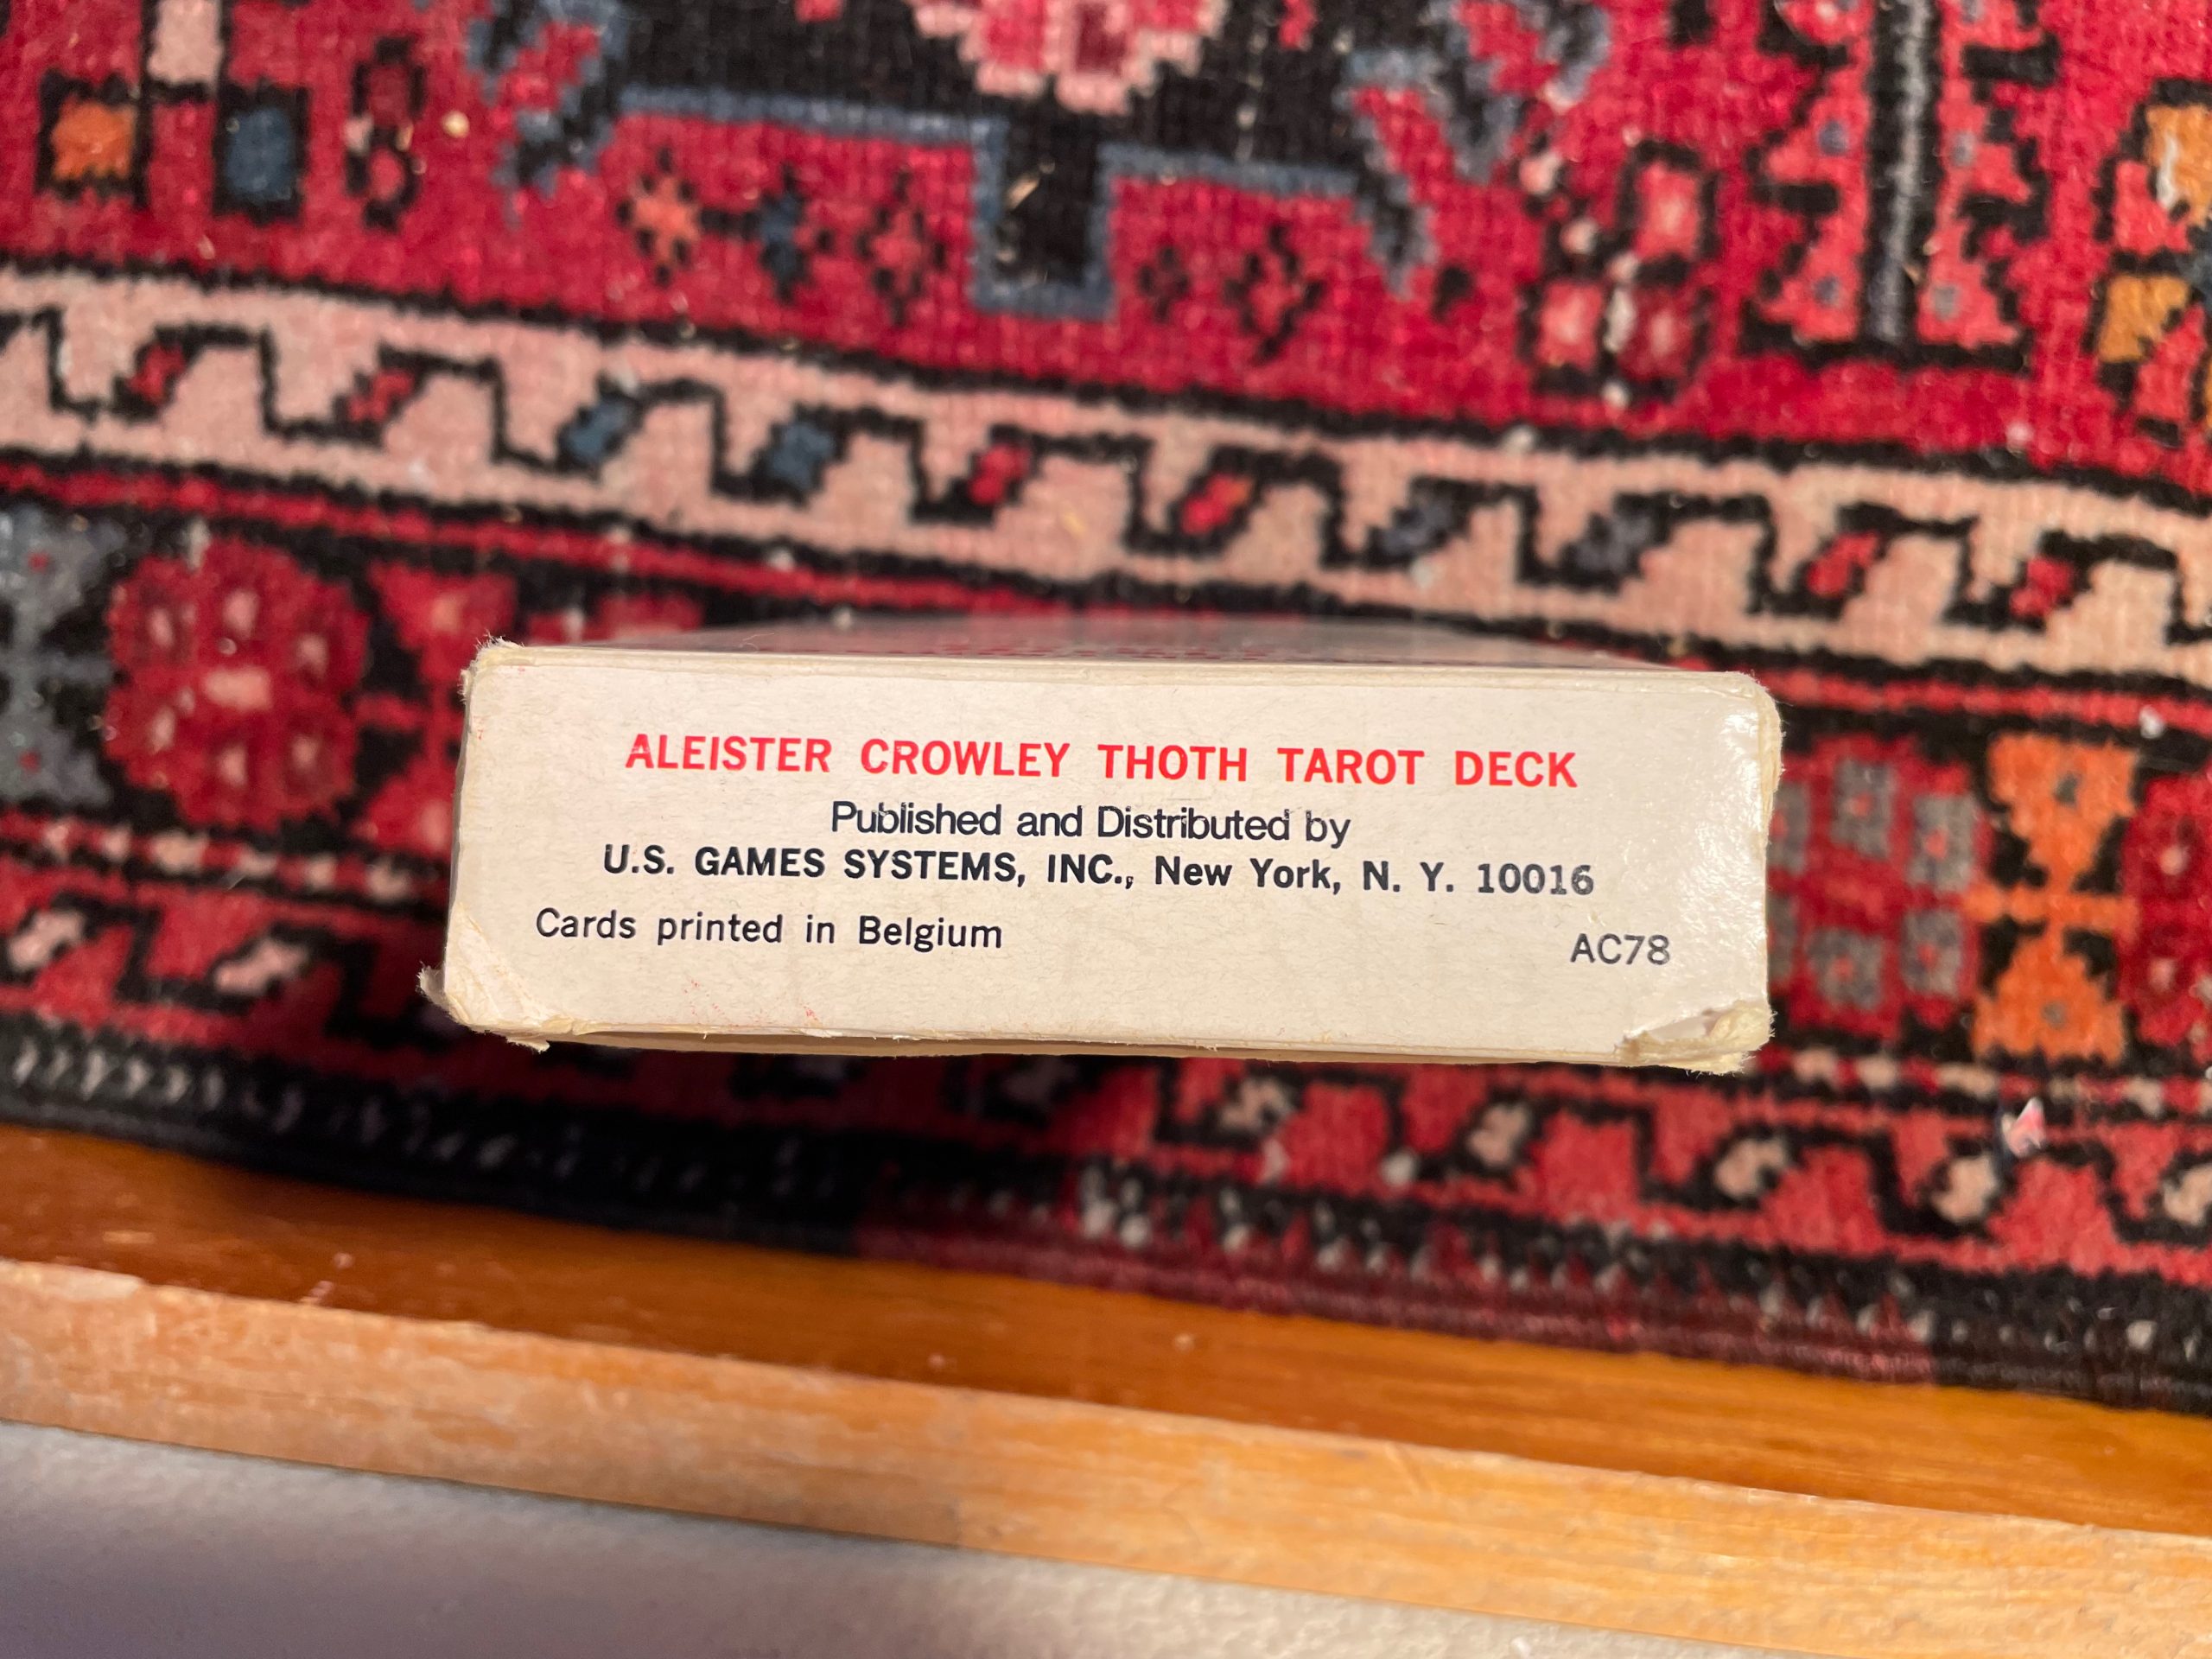 ALEISTER CROWLEY THOTH TAROT DECK
Published and Distributed by
U.S. GAMES SYSTEMS, INC., New York, N. Y. 10016
Cards printed in Belgium
AC78